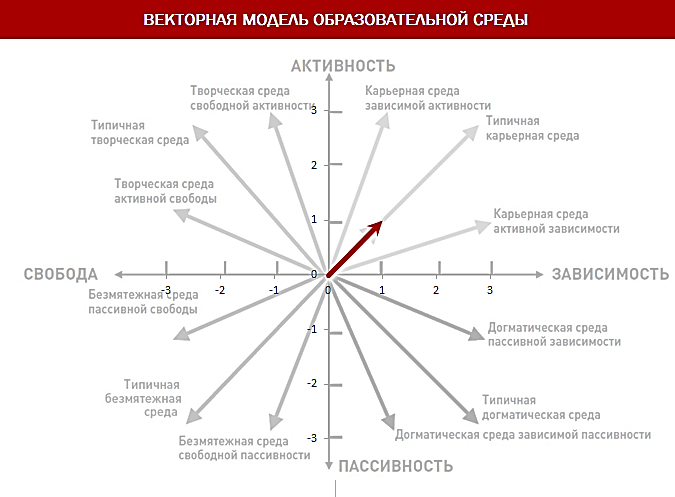 ВЕКТОРНАЯ МОДЕЛЬ ОБРАЗОВАТЕЛЬНОЙ СРЕДЫ
АКТИВНОСТЬ
Творческая среда
свободной активности
Карьерная среда
зависимой активности
Типичная
творческая среда
Типичная
карьерная среда
Творческая среда
активной свободы
Карьерная среда
активной зависимости
3
2
1
0
СВОБОДА
ЗАВИСИМОСТЬ
-3
-2
-1
0
1
2
3
Безмятежная среда
пассивной свободы
-1
Догматическая среда
пассивной зависимости
-2
Типичная
безмятежная
среда
Типичная
догматическая среда
-3
Безмятежная среда
свободной пассивности
Догматическая среда зависимой пассивности
ПАССИВНОСТЬ